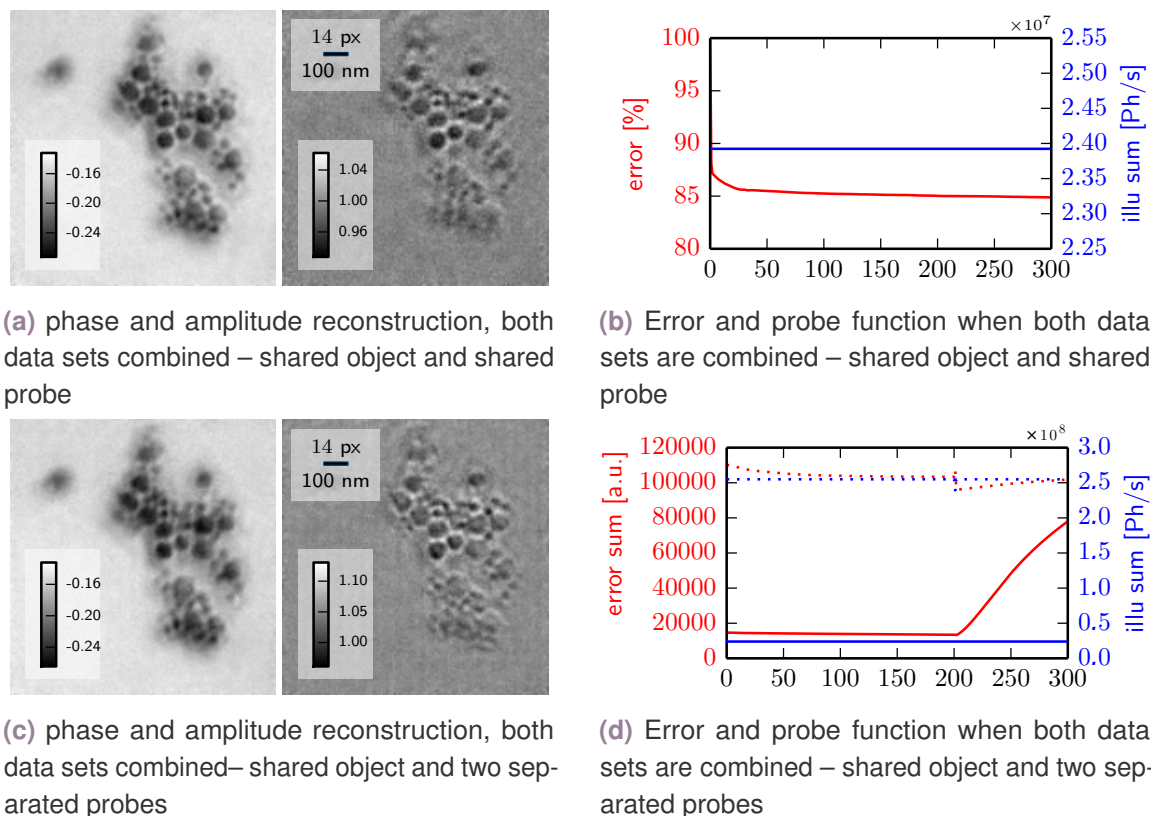 14 px
100 nm
-0.16
-0.20
-0.24
1.04
1.00
0.96
×10⁷
100
95
90
85
80
error [%]
2.55
2.50
2.45
2.40
2.35
2.30
2.25
illu sum [Ph/s]
0 50 100 150 200 250 300
(a) phase and amplitude reconstruction, both
data sets combined – shared object and shared
probe
(b) Error and probe function when both data
sets are combined – shared object and shared
probe
14 px
100 nm
-0.16
-0.20
-0.24
1.10
1.05
1.00
×10⁸
120000
100000
80000
60000
40000
20000
0
error sum [a.u.]
3.0
2.5
2.0
1.5
1.0
0.5
0.0
illu sum [Ph/s]
0 50 100 150 200 250 300
(c) phase and amplitude reconstruction, both
data sets combined– shared object and two sep-
arated probes
(d) Error and probe function when both data
sets are combined – shared object and two sep-
arated probes